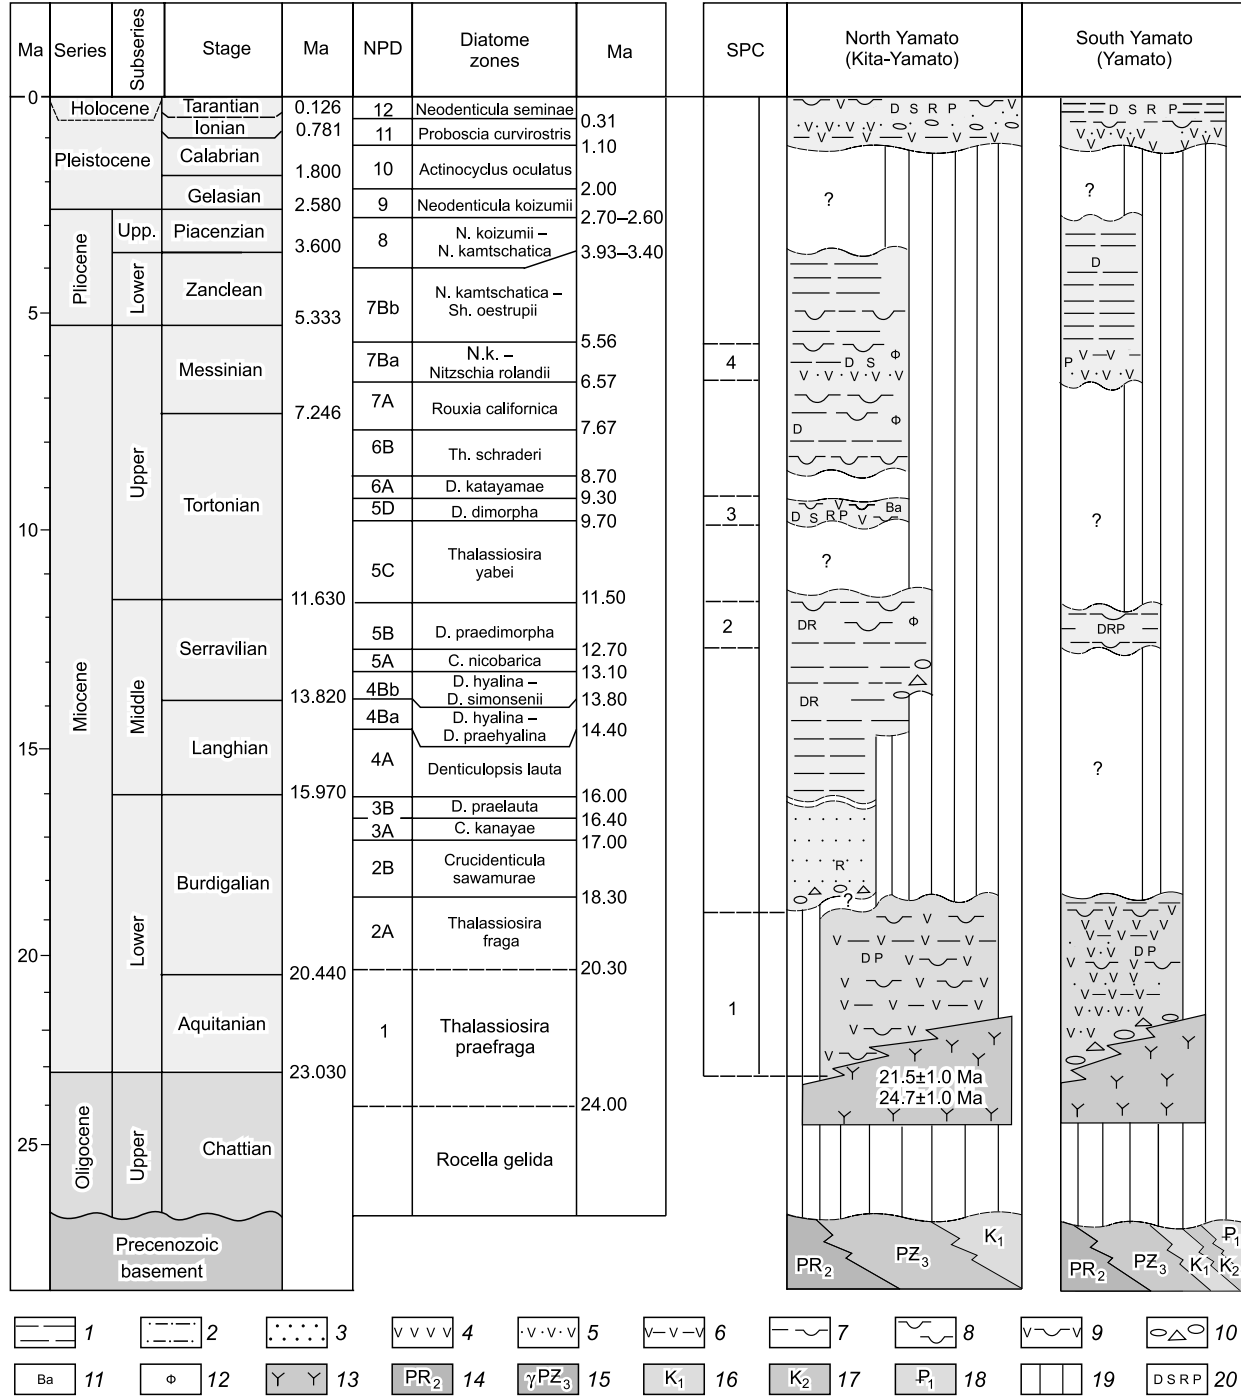 Ma
Series
Subseries
Stage
Ma
NPD
Diatome
zones
Ma
SPC
North Yamato
(Kita-Yamato)
South Yamato
(Yamato)
0
5
10
15
20
25
Holocene
Pleistocene
Pliocene
Miocene
Oligocene
Upp.
Lower
Upper
Middle
Lower
Upper
Tarantian
Ionian
Calabrian
Gelasian
Piacenzian
Zanclean
Messinian
Tortonian
Serravilian
Langhian
Burdigalian
Aquitanian
Chattian
Precenozoic
basement
0.126
0.781
1.800
2.580
3.600
5.333
7.246
11.630
13.820
15.970
20.440
23.030
12 Neodenticula seminae
0.31
11 Proboscia curvirostris
1.10
10 Actinocyclus oculatus
2.00
9 Neodenticula koizumii
2.70–2.60
8 N. koizumii –
N. kamtschatica
3.93–3.40
7Bb N. kamtschatica –
Sh. oestrupii
5.56
7Ba N.k. –
Nitzschia rolandii
6.57
7A Rouxia californica
7.67
6B Th. schraderi
8.70
6A D. katayamae
9.30
5D D. dimorpha
9.70
5C Thalassiosira
yabei
11.50
5B D. praedimorpha
12.70
5A C. nicobarica
13.10
4Bb D. hyalina –
D. simonsenii
13.80
4Ba D. hyalina –
D. praehyalina
14.40
4A Denticulopsis lauta
16.00
3B D. praelauta
16.40
3A C. kanayae
17.00
2B Crucidenticula
sawamurae
18.30
2A Thalassiosira
fraga
20.30
1 Thalassiosira
praefraga
24.00
Rocella gelida
4
3
2
1
D S R P
?
Φ
D S
Φ
D
Ba
D S R P
?
DR Φ
DR
R
?
D P
21.5±1.0 Ma
24.7±1.0 Ma
PR2 PZ3 K1
D S R P
?
D
P
?
DRP
?
D P
PR2 PZ3 K1 K2 P1
1 2 3 4 5 6 7 8 9 10
Ba 11 Φ 12 13 PR2 14 γPZ3 15 K1 16 K2 17 P1 18 19 D S R P 20